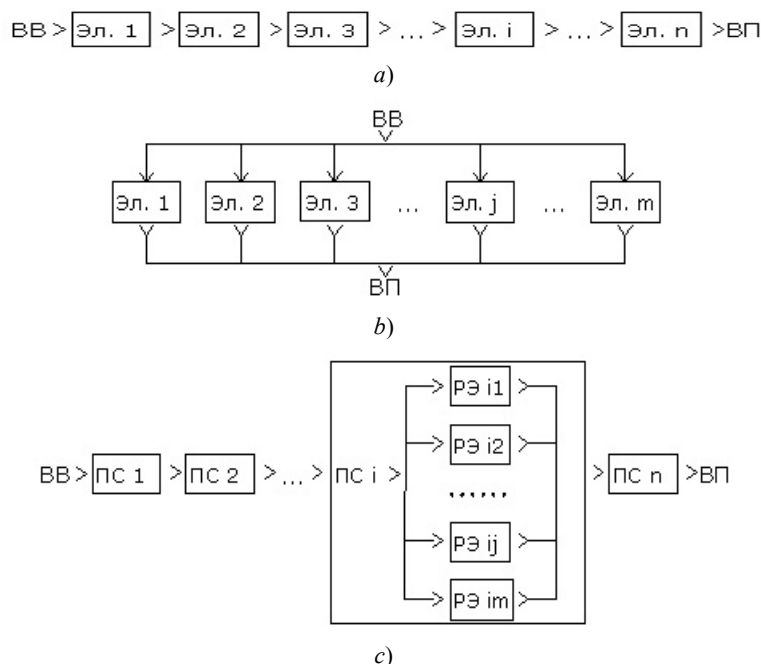 ВВ > Эл. 1 > Эл. 2 > Эл. 3 > ... > Эл. i > ... > Эл. n >ВП
a)
ВВ
Эл. 1 Эл. 2 Эл. 3 ... Эл. j ... Эл. m
ВП
b)
РЭ i1
РЭ i2
ВВ > ПС 1 > ПС 2 > ... > ПС i > > ПС n >ВП
......
РЭ ij
РЭ im
c)